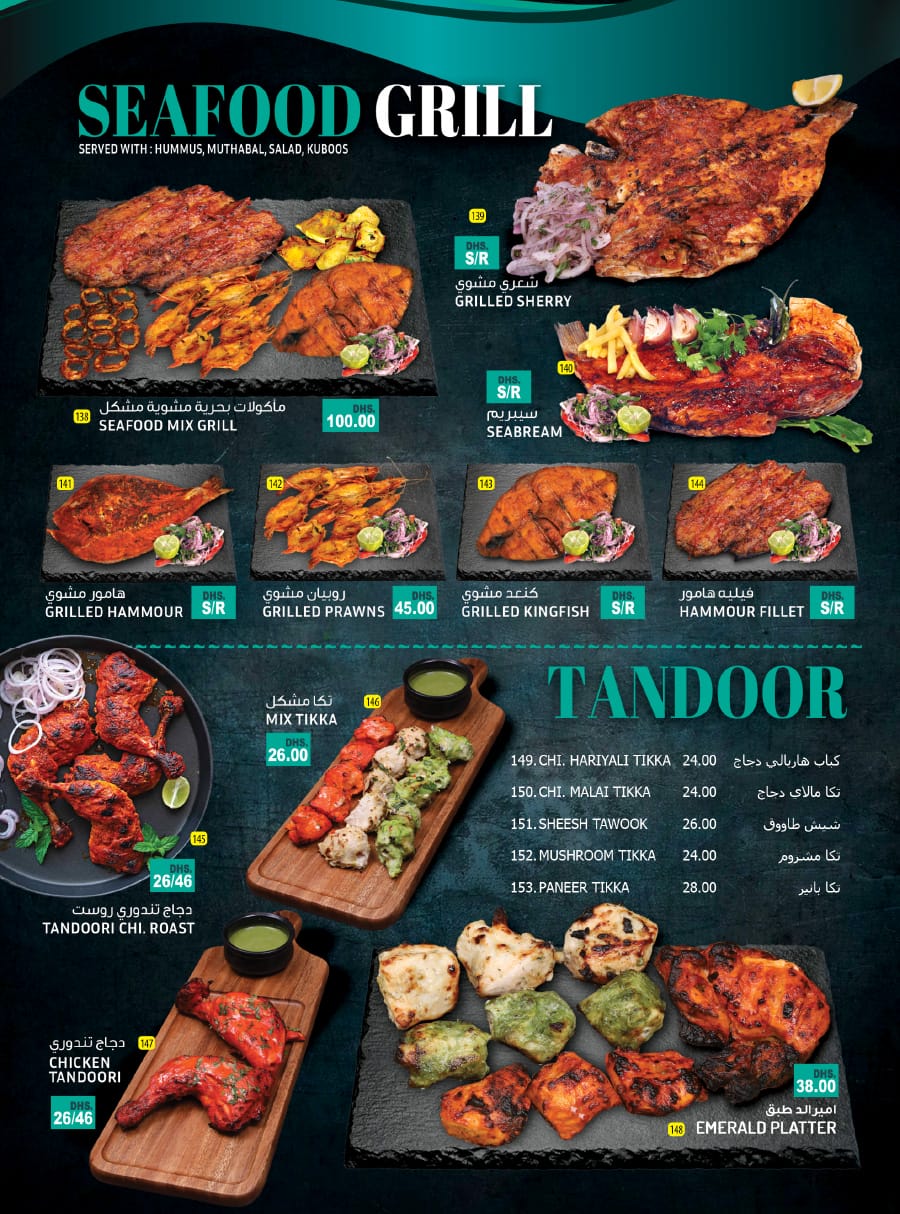 SEAFOOD GRILL
SERVED WITH : HUMMUS, MUTHABAL, SALAD, KUBOOS
139
DHS.
S/R
شعري مشوي
GRILLED SHERRY
138
مأكولات بحرية مشوية مشكل
SEAFOOD MIX GRILL
DHS.
100.00
140
DHS.
S/R
سيبريم
SEABREAM
141
هامور مشوي
GRILLED HAMMOUR
DHS.
S/R
142
روبيان مشوي
GRILLED PRAWNS
DHS.
45.00
143
كنعد مشوي
GRILLED KINGFISH
DHS.
S/R
144
فيليه هامور
HAMMOUR FILLET
DHS.
S/R
145
DHS.
26/46
دجاج تندوري روست
TANDOORI CHI. ROAST
146
تكا مشكل
MIX TIKKA
DHS.
26.00
TANDOOR
149. CHI. HARIYALI TIKKA 24.00 كباب هاريالي دجاج
150. CHI. MALAI TIKKA 24.00 تكا مالاي دجاج
151. SHEESH TAWOOK 26.00 شيش طاووق
152. MUSHROOM TIKKA 24.00 تكا مشروم
153. PANEER TIKKA 28.00 تكا بانير
147
دجاج تندوري
CHICKEN
TANDOORI
DHS.
26/46
DHS.
38.00
اميرالد طبق
148 EMERALD PLATTER